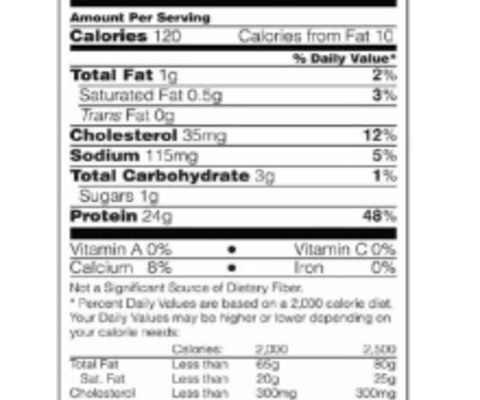 Amount Per Serving
Calories 120 Calories from Fat 10
% Daily Value*
Total Fat 1g 2%
Saturated Fat 0.5g 3%
Trans Fat 0g
Cholesterol 35mg 12%
Sodium 115mg 5%
Total Carbohydrate 3g 1%
Sugars 1g
Protein 24g 48%
Vitamin A 0% • Vitamin C 0%
Calcium 8% • Iron 0%
Not a Significant Source of Dietary Fiber.
* Percent Daily Values are based on a 2,000 calorie diet.
Your Daily Values may be higher or lower depending on
your calorie needs:
Calories: 2,000 2,500
Total Fat Less than 65g 80g
Sat. Fat Less than 20g 25g
Cholesterol Less than 300mg 300mg